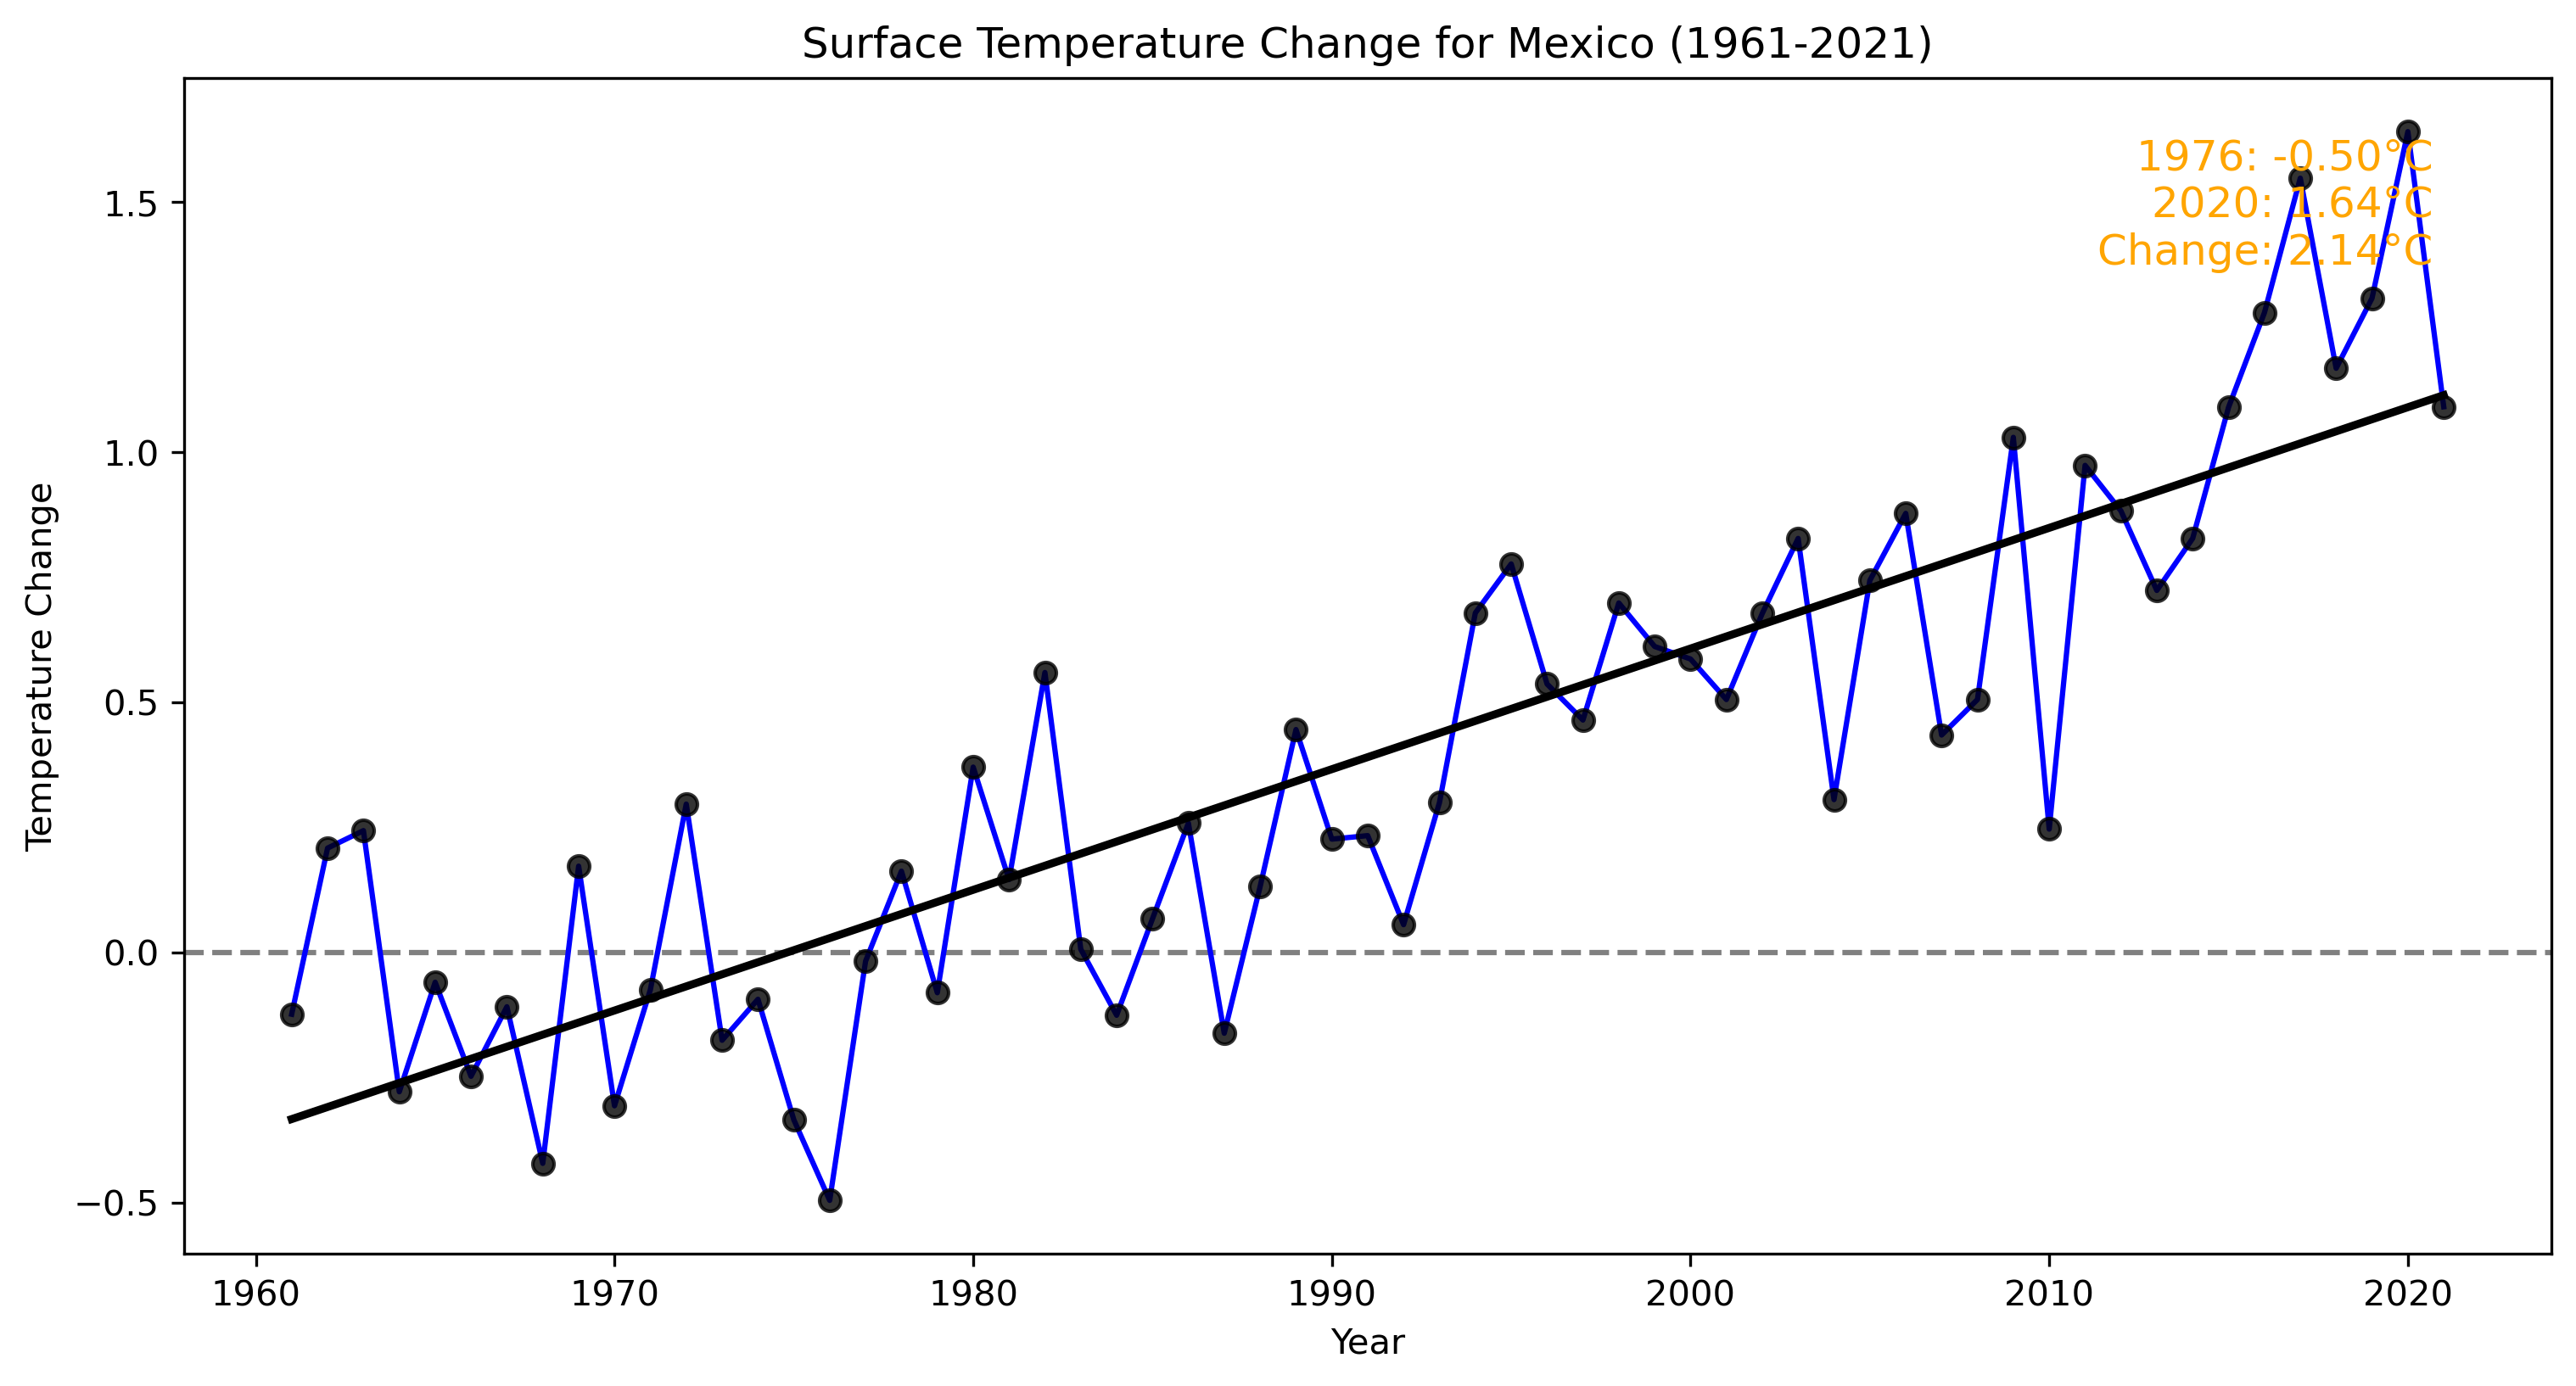 Surface Temperature Change for Mexico (1961-2021)
1976: -0.50°C
2020: 1.64°C
Change: 2.14°C
Temperature Change
1.5
1.0
0.5
0.0
−0.5
1960 1970 1980 1990 2000 2010 2020
Year